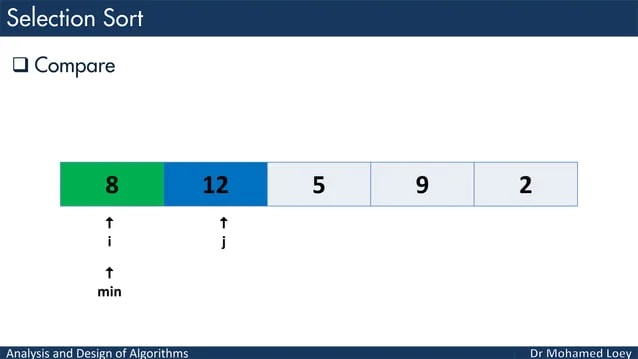 Selection Sort
❑ Compare
8 12 5 9 2
↑ ↑
i j
↑
min
Analysis and Design of Algorithms Dr Mohamed Loey